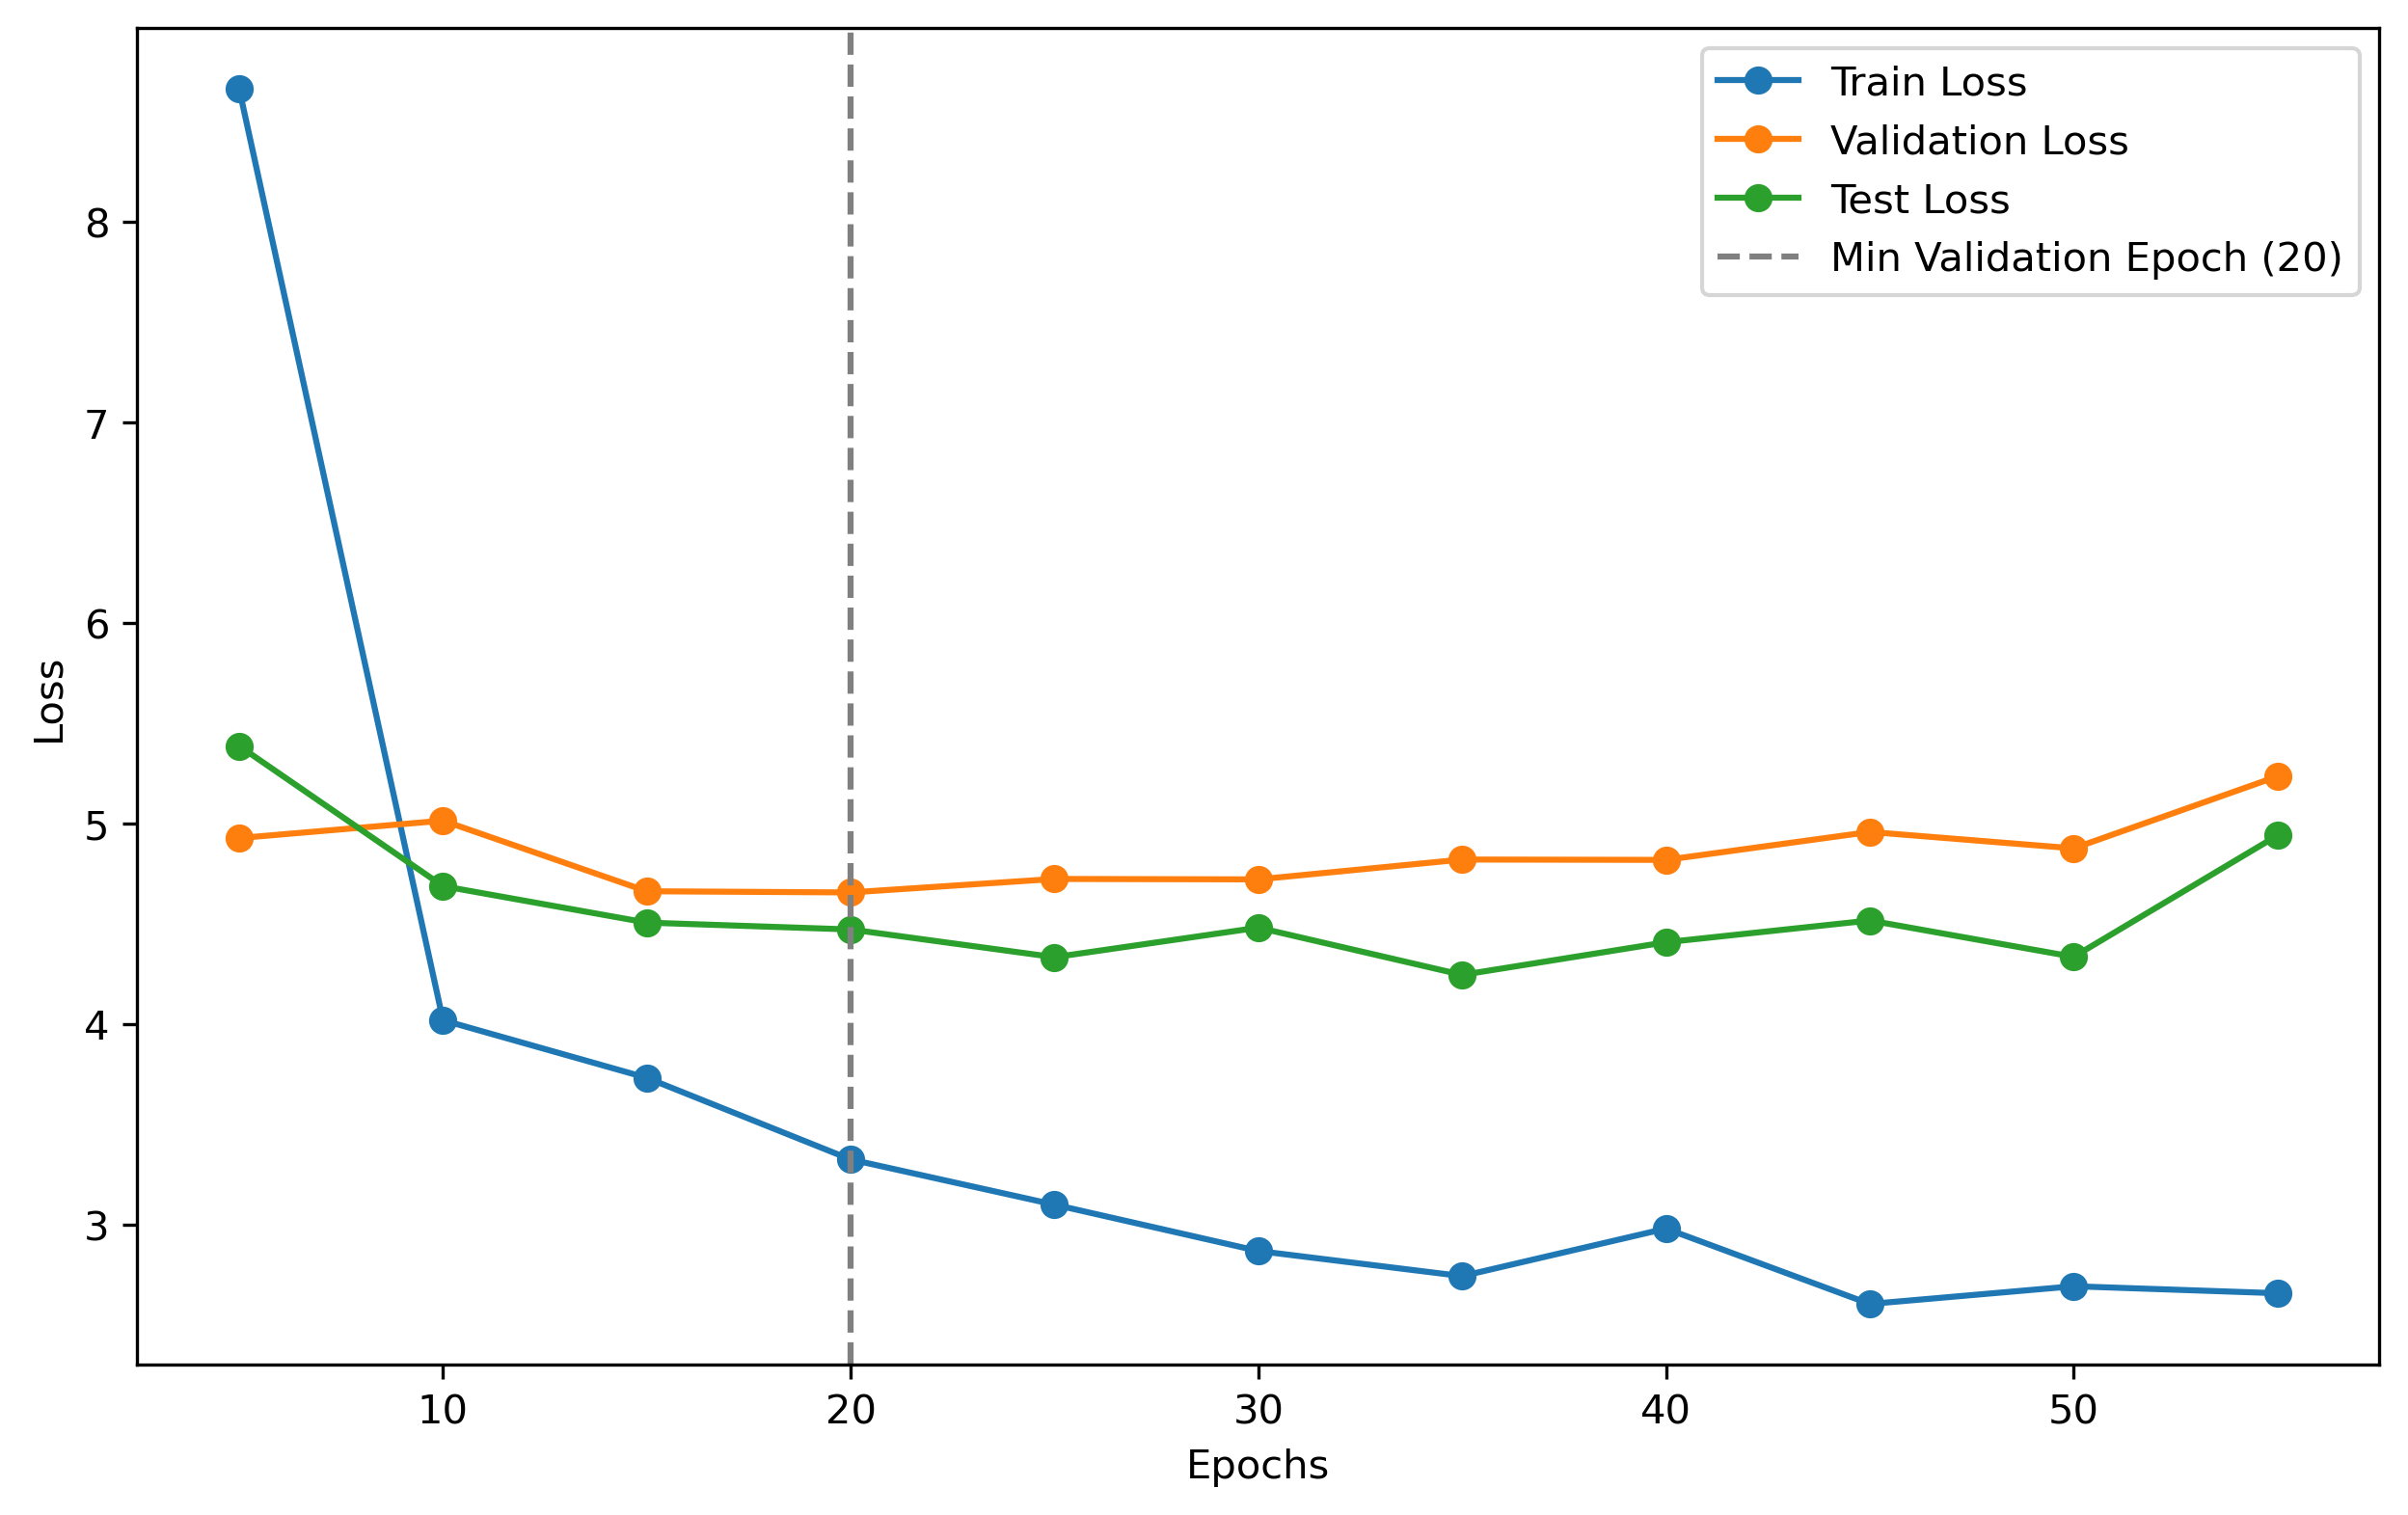 Train Loss
Validation Loss
Test Loss
Min Validation Epoch (20)
8
7
6
5
4
3
Loss
10 20 30 40 50
Epochs